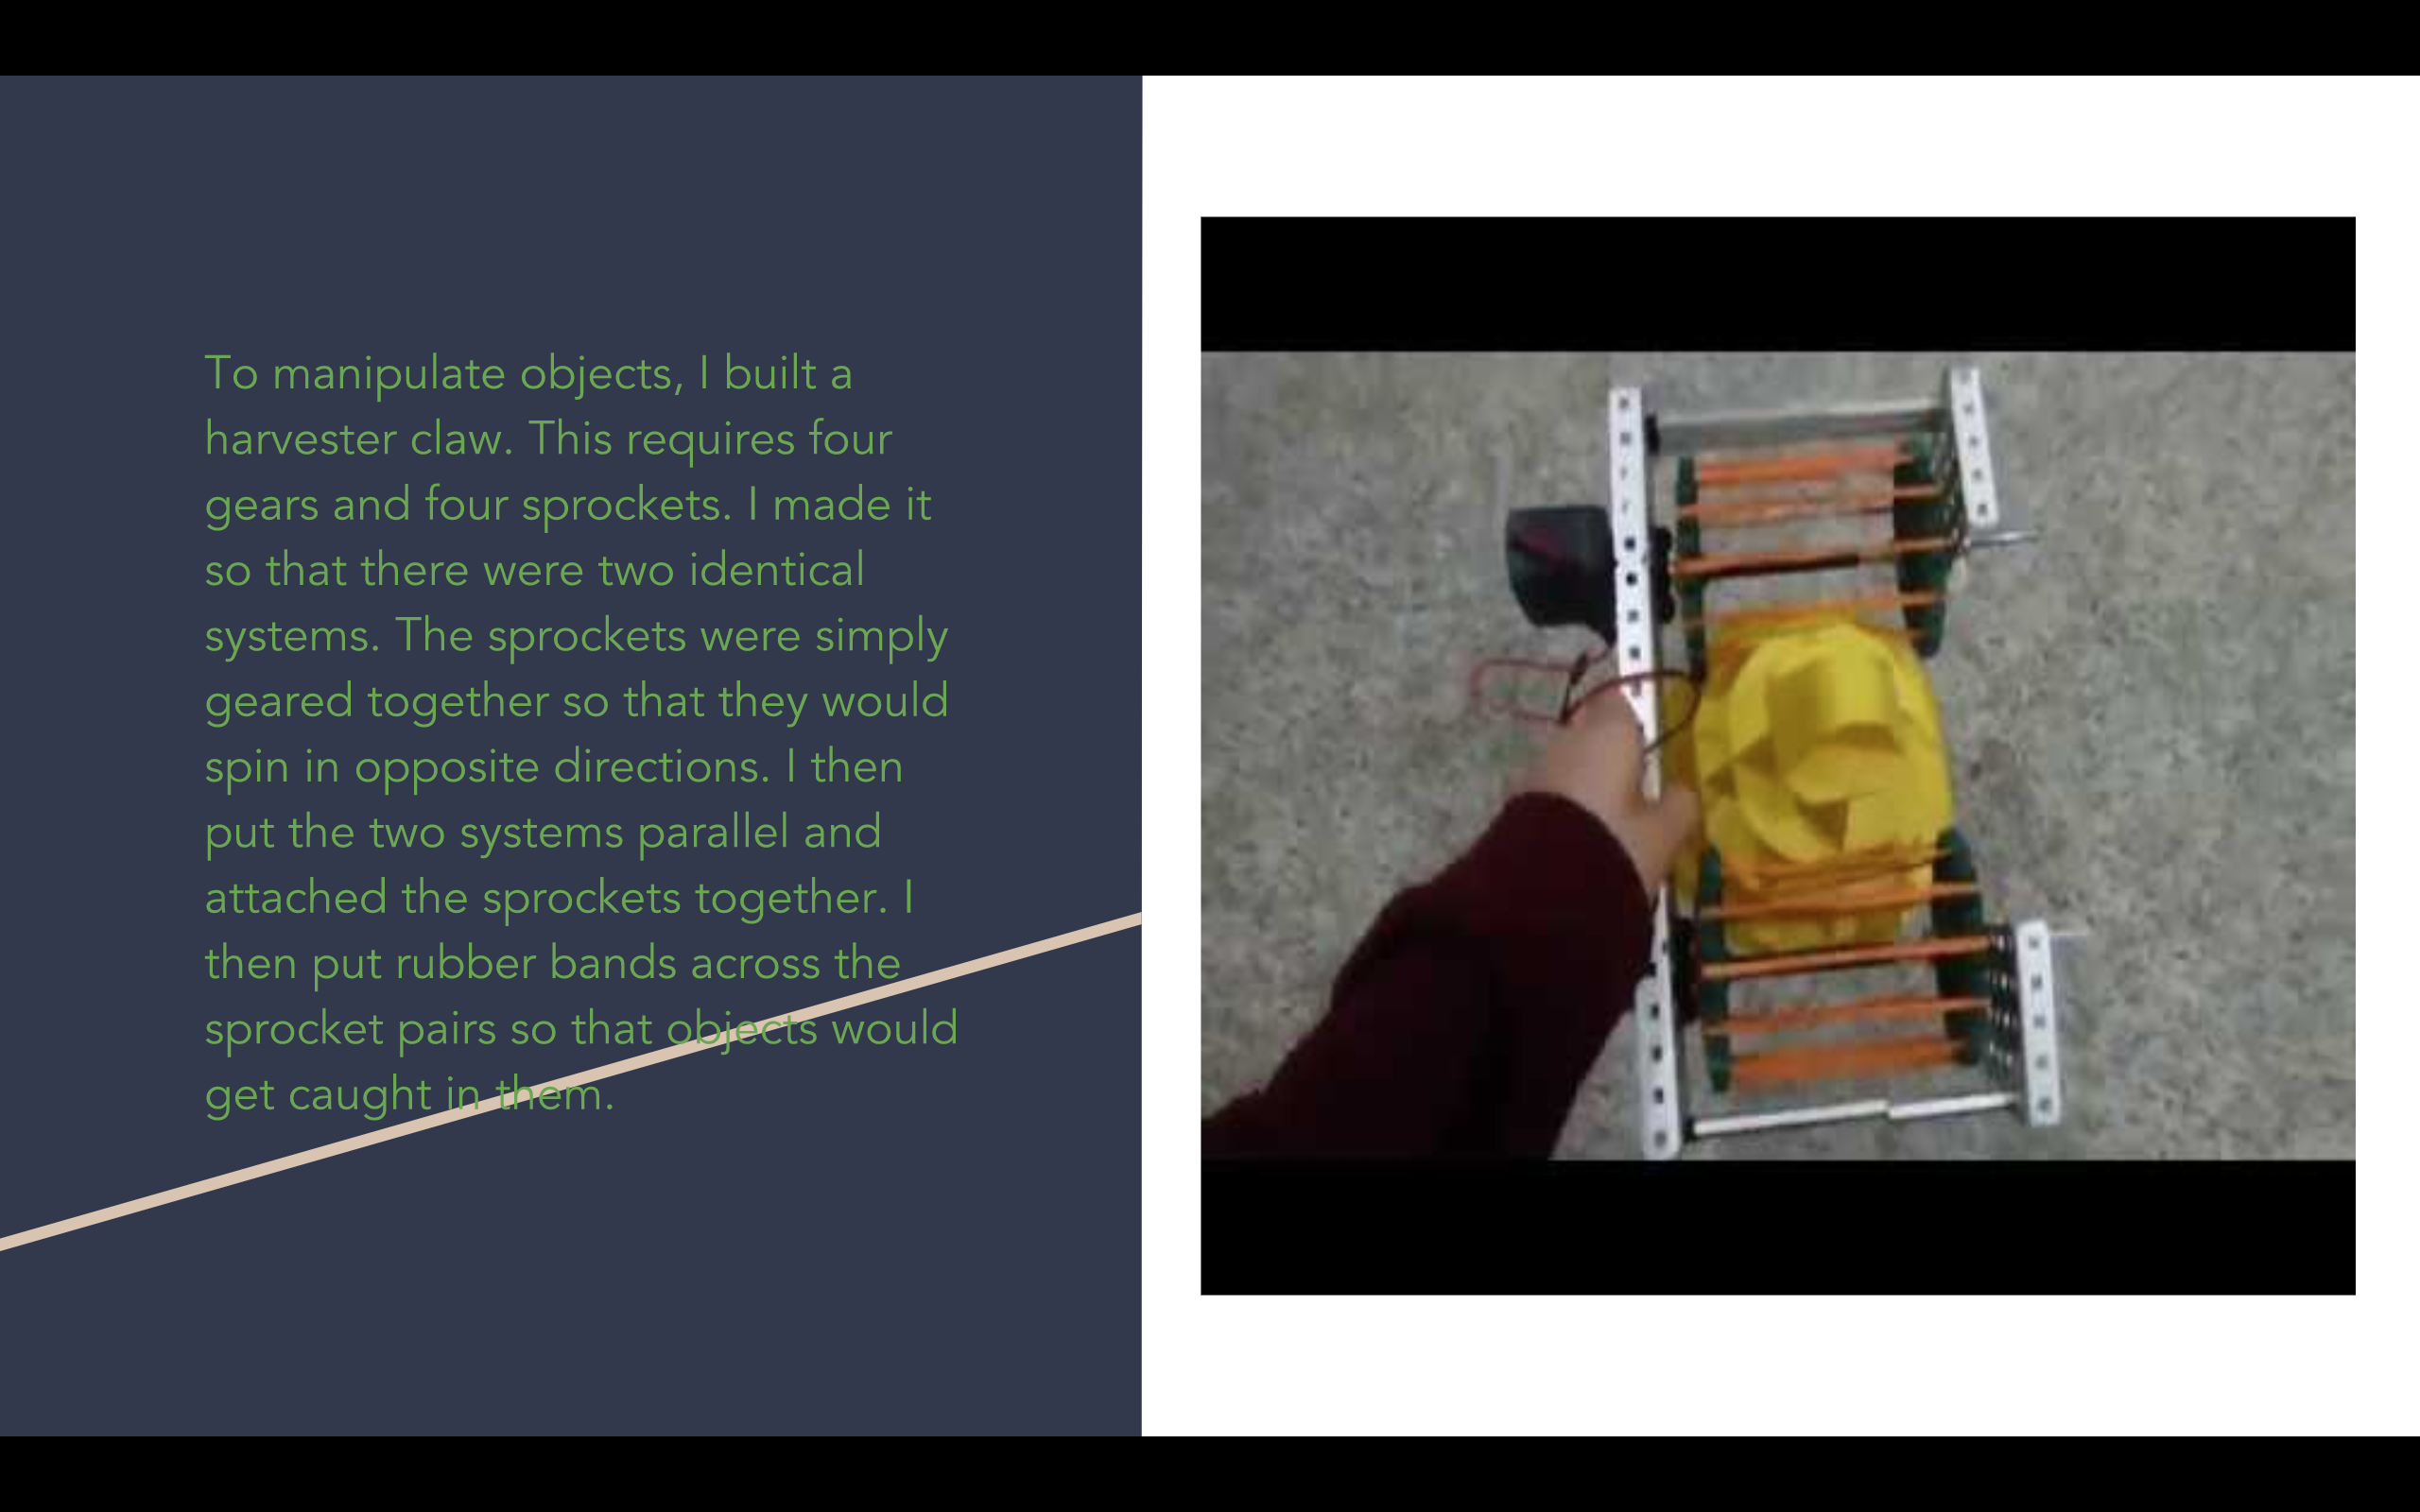 To manipulate objects, I built a
harvester claw. This requires four
gears and four sprockets. I made it
so that there were two identical
systems. The sprockets were simply
geared together so that they would
spin in opposite directions. I then
put the two systems parallel and
attached the sprockets together. I
then put rubber bands across the
sprocket pairs so that objects would
get caught in them.